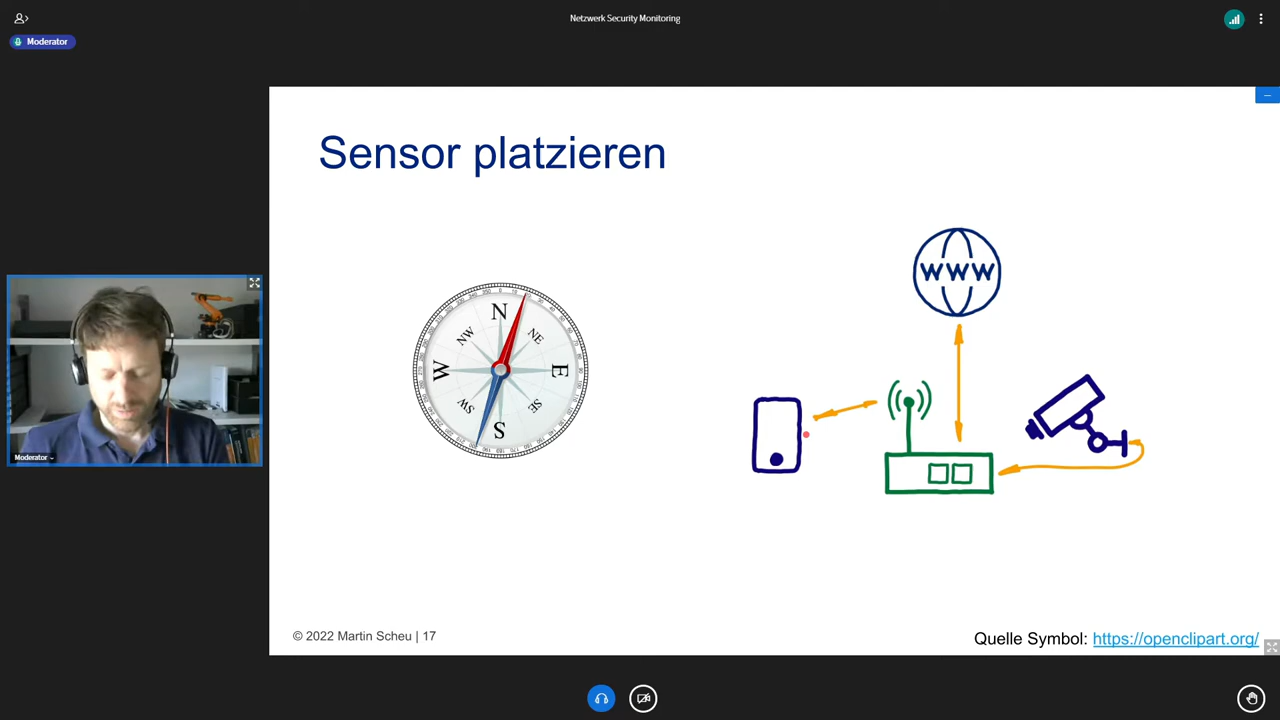 Netzwerk Security Monitoring
Moderator
Sensor platzieren
N
NW
NE
W
E
SW
SE
S
WWW
Moderator
© 2022 Martin Scheu | 17
Quelle Symbol: https://openclipart.org/